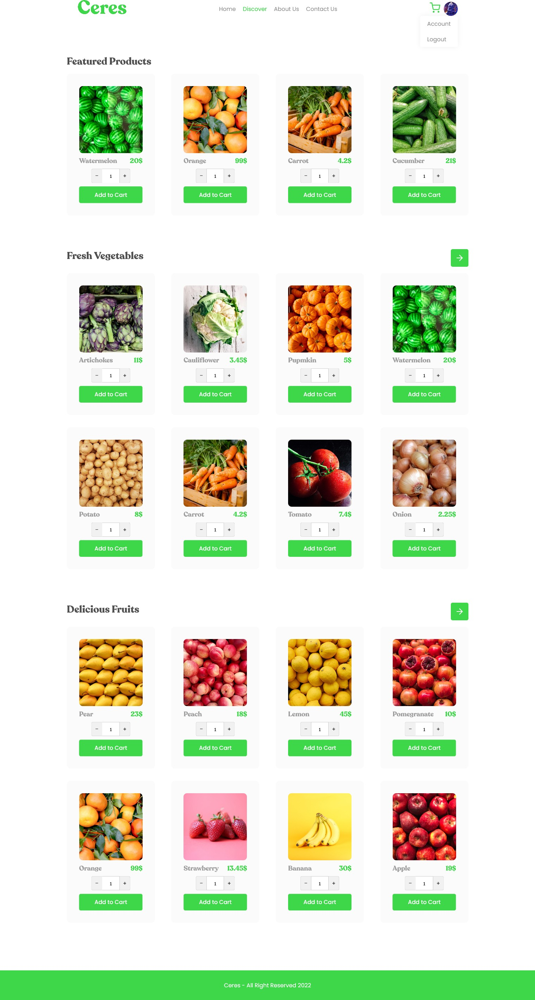 Ceres
Home Discover About Us Contact Us
Account
Logout
Featured Products
Watermelon 20$ Orange 99$ Carrot 4.2$ Cucumber 21$
− 1 + − 1 + − 1 + − 1 +
Add to Cart Add to Cart Add to Cart Add to Cart
Fresh Vegetables
Artichokes 11$ Cauliflower 3.45$ Pupmkin 5$ Watermelon 20$
− 1 + − 1 + − 1 + − 1 +
Add to Cart Add to Cart Add to Cart Add to Cart
Potato 8$ Carrot 4.2$ Tomato 7.4$ Onion 2.25$
− 1 + − 1 + − 1 + − 1 +
Add to Cart Add to Cart Add to Cart Add to Cart
Delicious Fruits
Pear 23$ Peach 18$ Lemon 45$ Pomegranate 10$
− 1 + − 1 + − 1 + − 1 +
Add to Cart Add to Cart Add to Cart Add to Cart
Orange 99$ Strawberry 13.45$ Banana 30$ Apple 19$
− 1 + − 1 + − 1 + − 1 +
Add to Cart Add to Cart Add to Cart Add to Cart
Ceres - All Right Reserved 2022